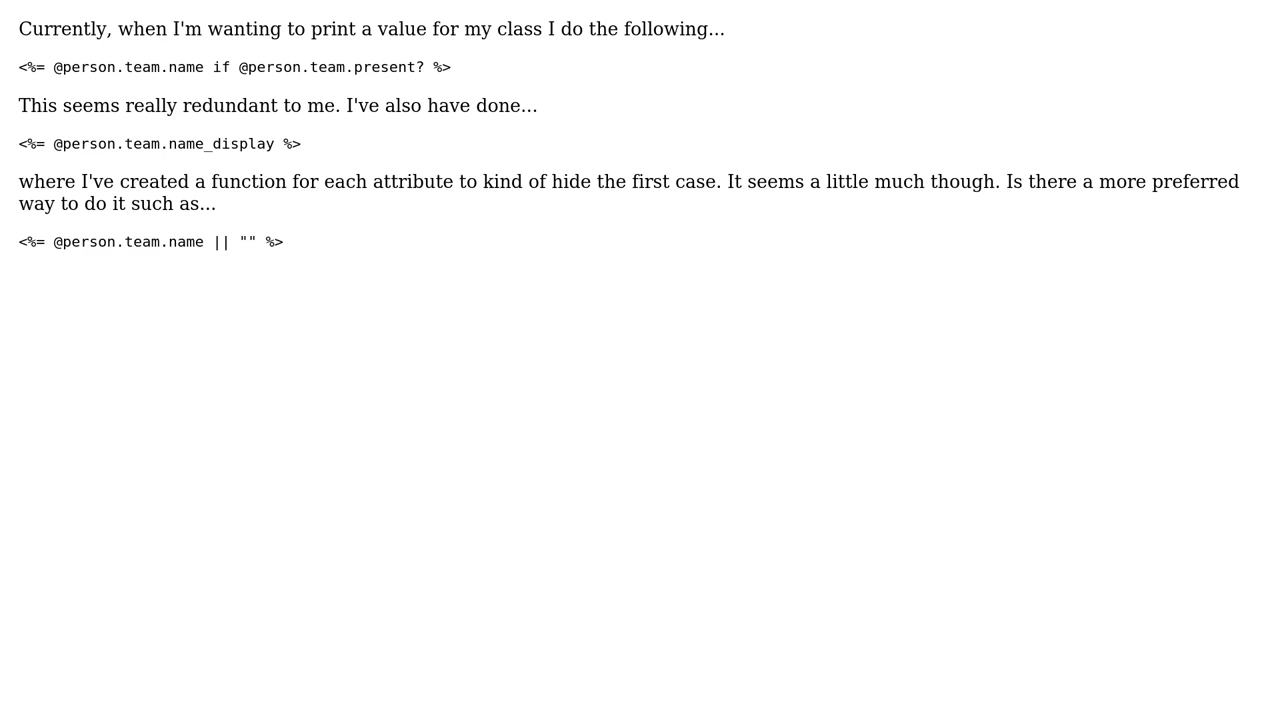 Currently, when I'm wanting to print a value for my class I do the following...
<%= @person.team.name if @person.team.present? %>
This seems really redundant to me. I've also have done...
<%= @person.team.name_display %>
where I've created a function for each attribute to kind of hide the first case. It seems a little much though. Is there a more preferred
way to do it such as...
<%= @person.team.name || "" %>